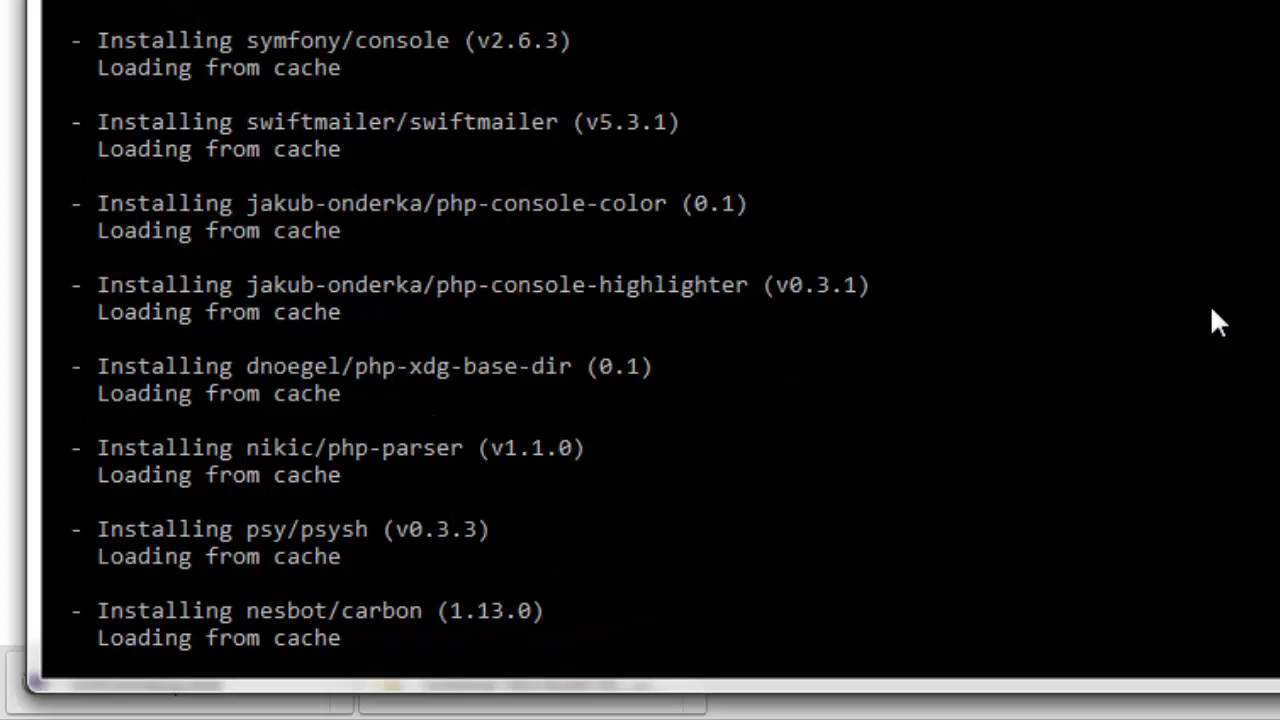 - Installing symfony/console (v2.6.3)
Loading from cache
- Installing swiftmailer/swiftmailer (v5.3.1)
Loading from cache
- Installing jakub-onderka/php-console-color (0.1)
Loading from cache
- Installing jakub-onderka/php-console-highlighter (v0.3.1)
Loading from cache
- Installing dnoegel/php-xdg-base-dir (0.1)
Loading from cache
- Installing nikic/php-parser (v1.1.0)
Loading from cache
- Installing psy/psysh (v0.3.3)
Loading from cache
- Installing nesbot/carbon (1.13.0)
Loading from cache